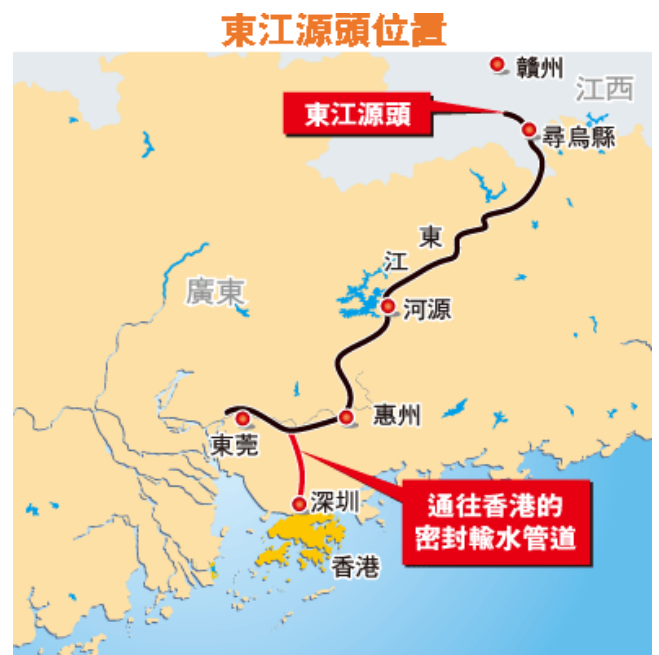 東江源頭位置
贛州
江西
東江源頭
尋烏縣
東
江
廣東
河源
惠州
東莞
深圳
通往香港的
密封輸水管道
香港